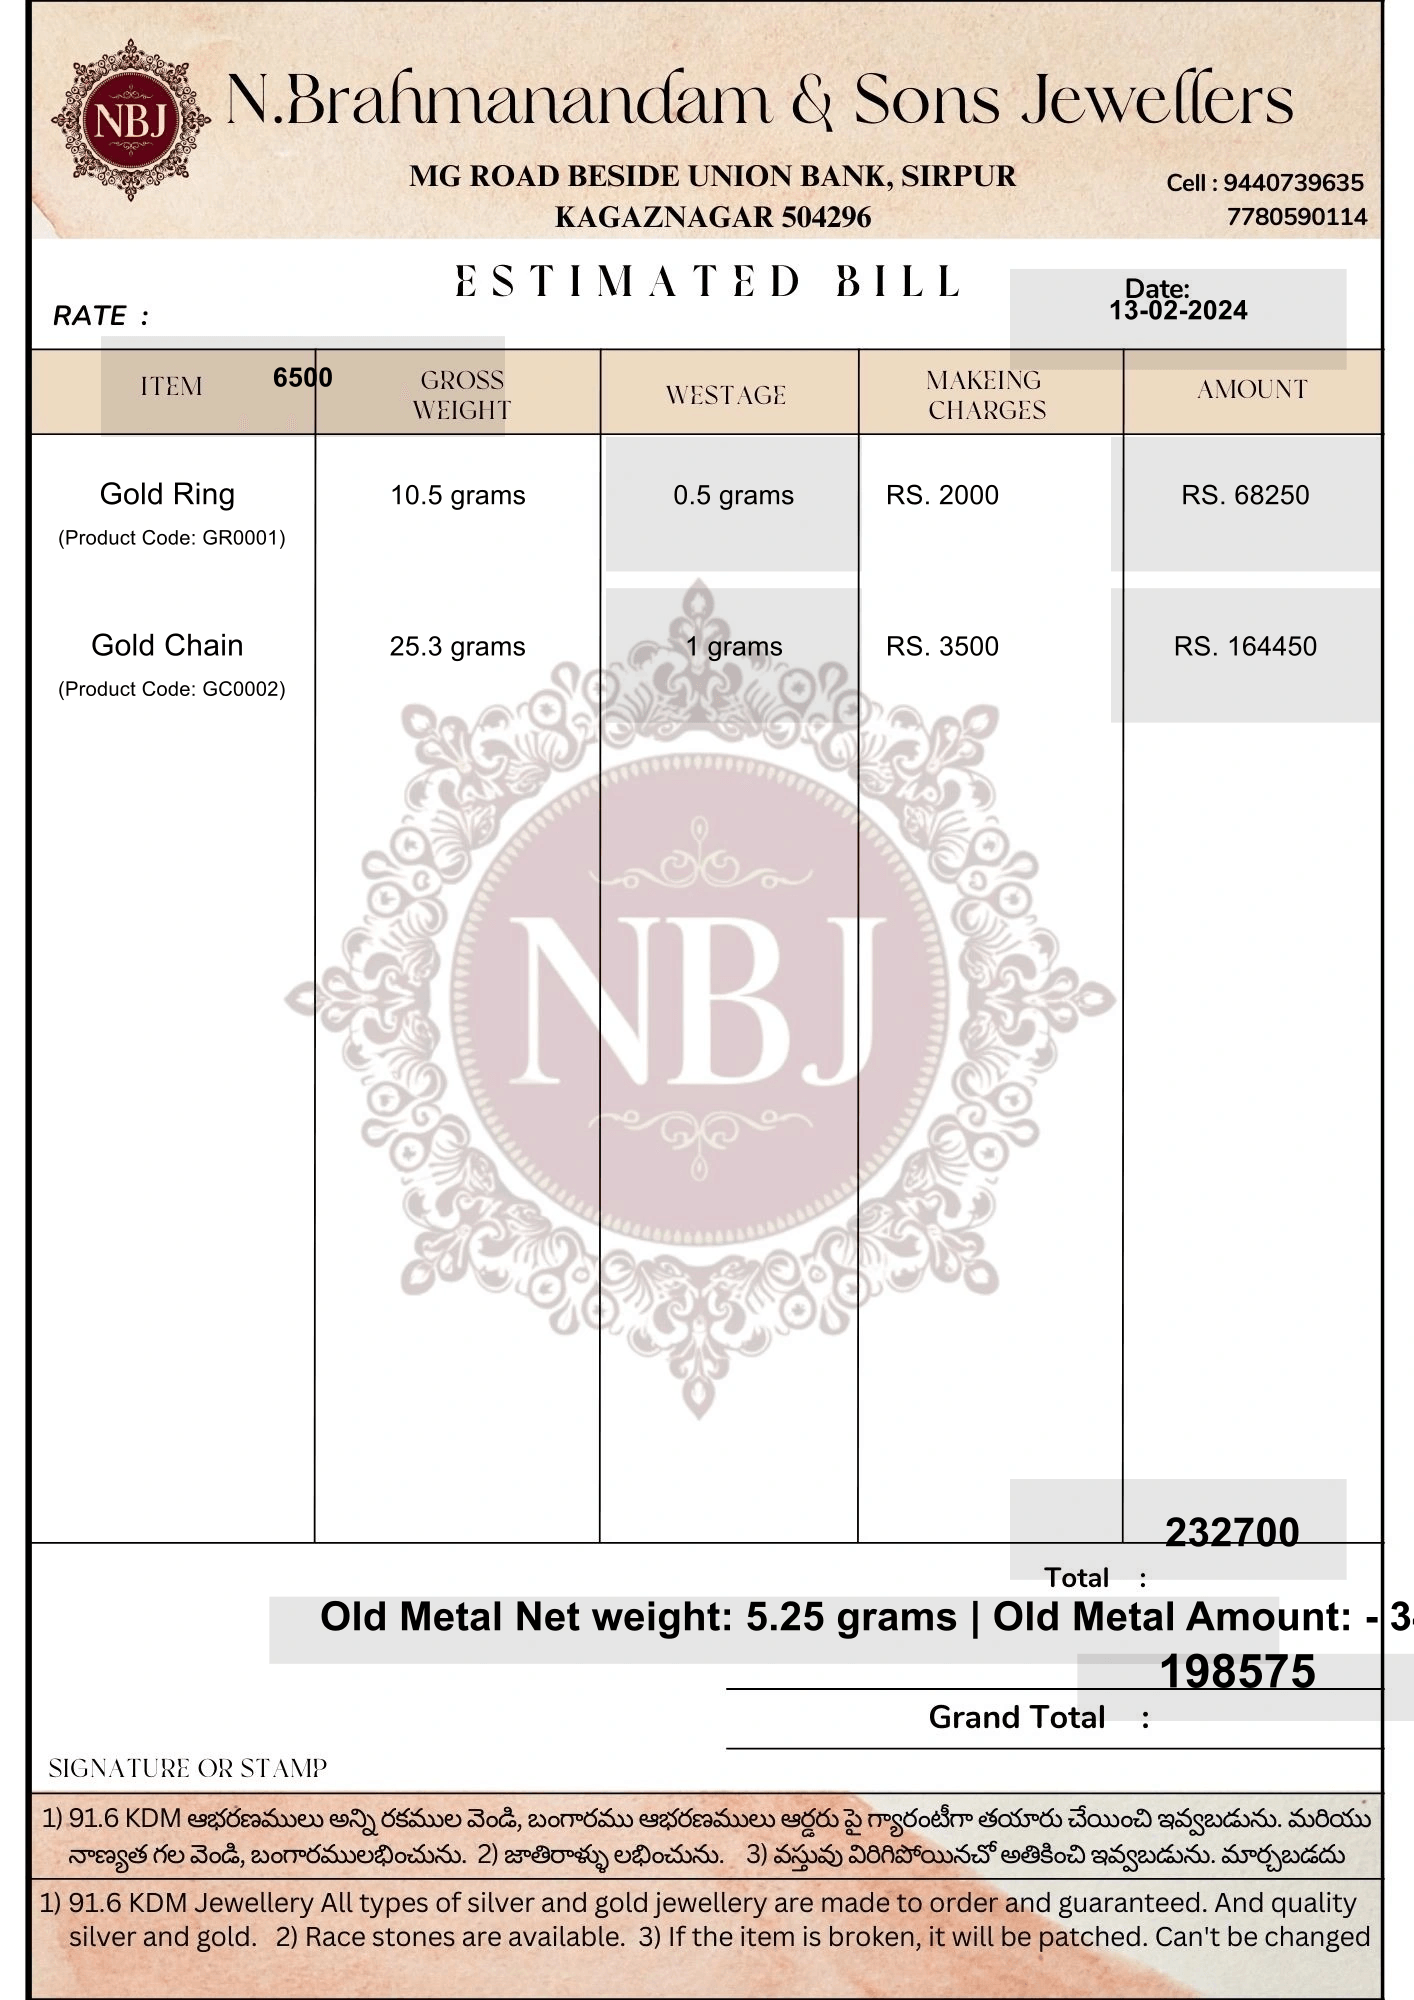 NBJ
N.Brahmanandam & Sons Jewellers
MG ROAD BESIDE UNION BANK, SIRPUR
KAGAZNAGAR 504296
Cell : 9440739635
7780590114
ESTIMATED BILL
Date:
13-02-2024
RATE :
6500
ITEM
GROSS
WEIGHT
WESTAGE
MAKEING
CHARGES
AMOUNT
Gold Ring 10.5 grams 0.5 grams RS. 2000 RS. 68250
(Product Code: GR0001)
Gold Chain 25.3 grams 1 grams RS. 3500 RS. 164450
(Product Code: GC0002)
NBJ
232700
Total :
Old Metal Net weight: 5.25 grams | Old Metal Amount: -
198575
Grand Total :
SIGNATURE OR STAMP
1) 91.6 KDM ఆభరణములు అన్ని రకముల వెండి, బంగారము ఆభరణములు ఆర్డరు పై గ్యారంటీగా తయారు చేయించి ఇవ్వబడును. మరియు
నాణ్యత గల వెండి, బంగారములభించును. 2) జాతిరాళ్ళు లభించును. 3) వస్తువు విరిగిపోయినచో అతికించి ఇవ్వబడును. మార్చబడదు
1) 91.6 KDM Jewellery All types of silver and gold jewellery are made to order and guaranteed. And quality
silver and gold. 2) Race stones are available. 3) If the item is broken, it will be patched. Can't be changed